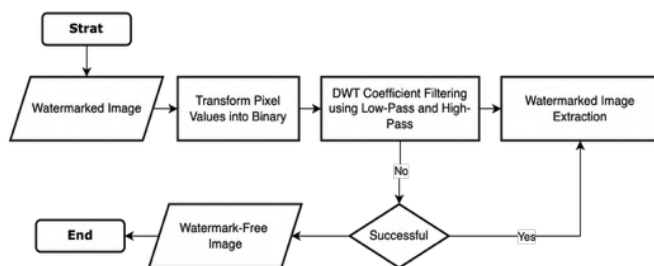 Strat
Watermarked Image
Transform Pixel
Values into Binary
DWT Coefficient Filtering
using Low-Pass and High-
Pass
Watermarked Image
Extraction
No
End
Watermark-Free
Image
Successful
Yes